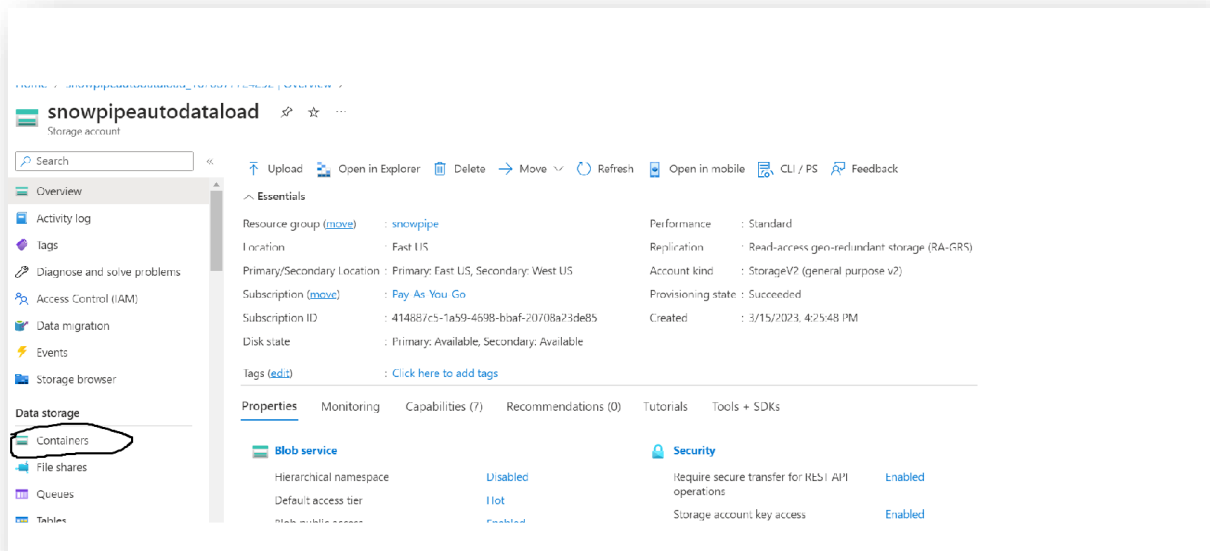 snowpipeautodataload
Storage account
Search
Overview
Activity log
Tags
Diagnose and solve problems
Access Control (IAM)
Data migration
Events
Storage browser
Data storage
Containers
File shares
Queues
Tables
Upload Open in Explorer Delete Move Refresh Open in mobile CLI / PS Feedback
Essentials
Resource group (move) : snowpipe
Location : East US
Primary/Secondary Location : Primary: East US, Secondary: West US
Subscription (move) : Pay As You Go
Subscription ID : 414887c5-1a59-4698-bbaf-20708a23de85
Disk state : Primary: Available, Secondary: Available
Tags (edit) : Click here to add tags
Performance : Standard
Replication : Read-access geo-redundant storage (RA-GRS)
Account kind : StorageV2 (general purpose v2)
Provisioning state : Succeeded
Created : 3/15/2023, 4:25:48 PM
Properties Monitoring Capabilities (7) Recommendations (0) Tutorials Tools + SDKs
Blob service
Hierarchical namespace Disabled
Default access tier Hot
Blob public access Enabled
Security
Require secure transfer for REST API operations Enabled
Storage account key access Enabled